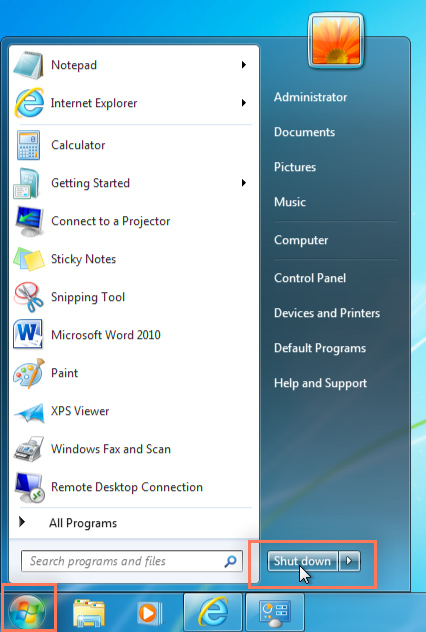 Notepad
Internet Explorer
Calculator
Getting Started
Connect to a Projector
Sticky Notes
Snipping Tool
Microsoft Word 2010
Paint
XPS Viewer
Windows Fax and Scan
Remote Desktop Connection
All Programs
Search programs and files
Administrator
Documents
Pictures
Music
Computer
Control Panel
Devices and Printers
Default Programs
Help and Support
Shut down